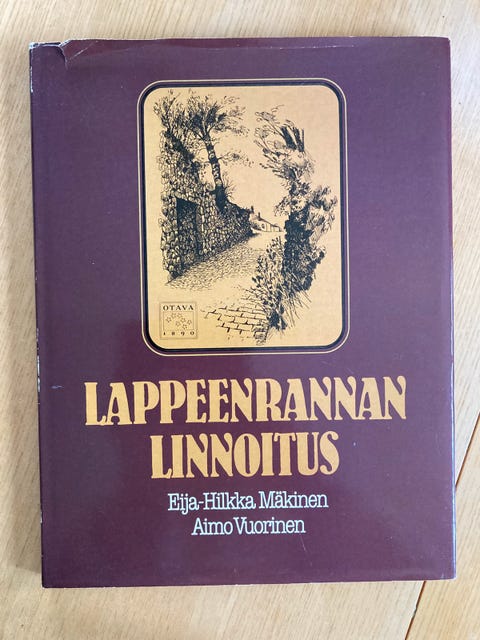 OTAVA
1890
LAPPEENRANNAN
LINNOITUS
Eija-Hilkka Mäkinen
Aimo Vuorinen